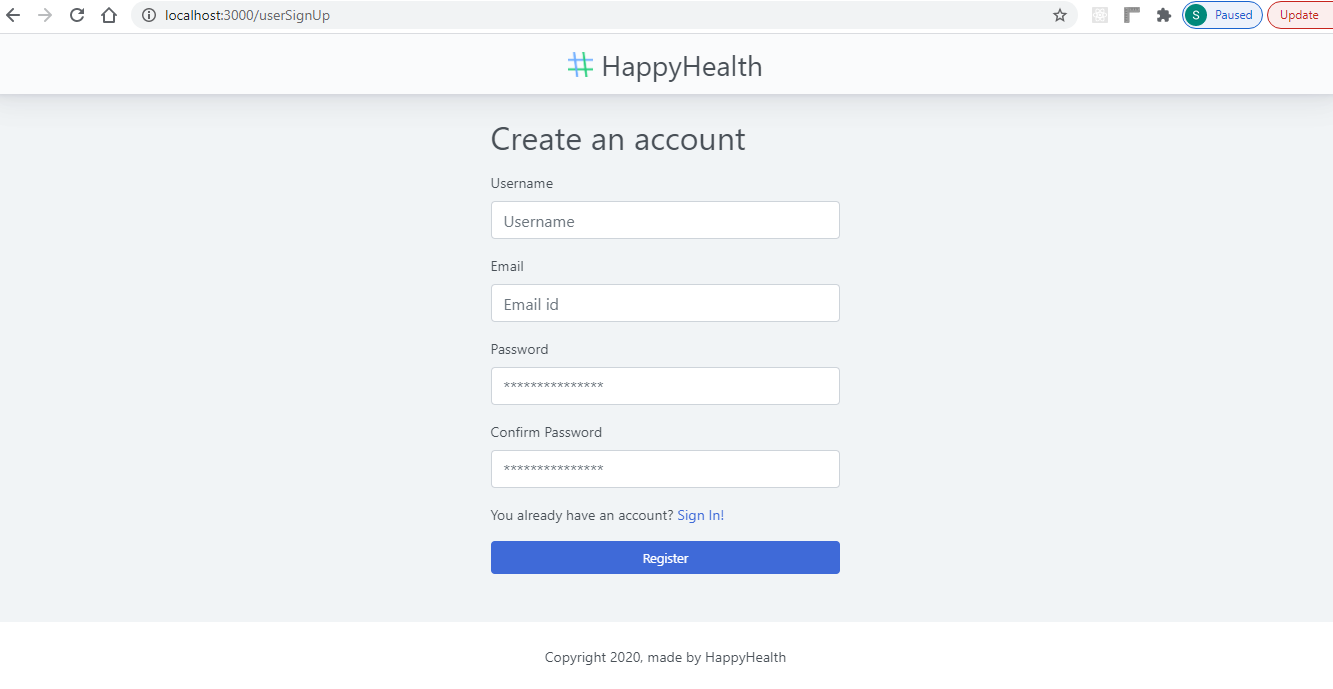 localhost:3000/userSignUp
S Paused Update
HappyHealth
Create an account
Username
Username
Email
Email id
Password
***************
Confirm Password
***************
You already have an account? Sign In!
Register
Copyright 2020, made by HappyHealth